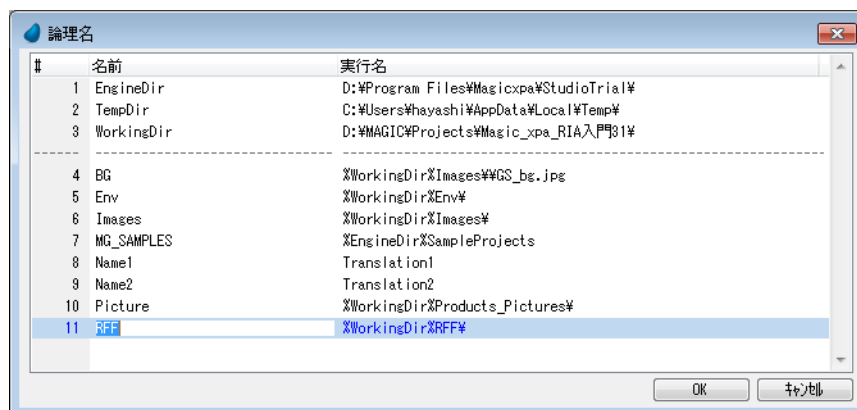 論理名
# 名前 実行名
1 EngineDir D:¥Program Files¥Magicxpa¥StudioTrial¥
2 TempDir C:¥Users¥hayashi¥AppData¥Local¥Temp¥
3 WorkingDir D:¥MAGIC¥Projects¥Magic_xpa_RIA入門31¥
4 BG %WorkingDir%Images¥¥GS_bg.jpg
5 Env %WorkingDir%Env¥
6 Images %WorkingDir%Images¥
7 MG_SAMPLES %EngineDir%SampleProjects
8 Name1 Translation1
9 Name2 Translation2
10 Picture %WorkingDir%Products_Pictures¥
11 RFF %WorkingDir%RFF¥
OK キャンセル